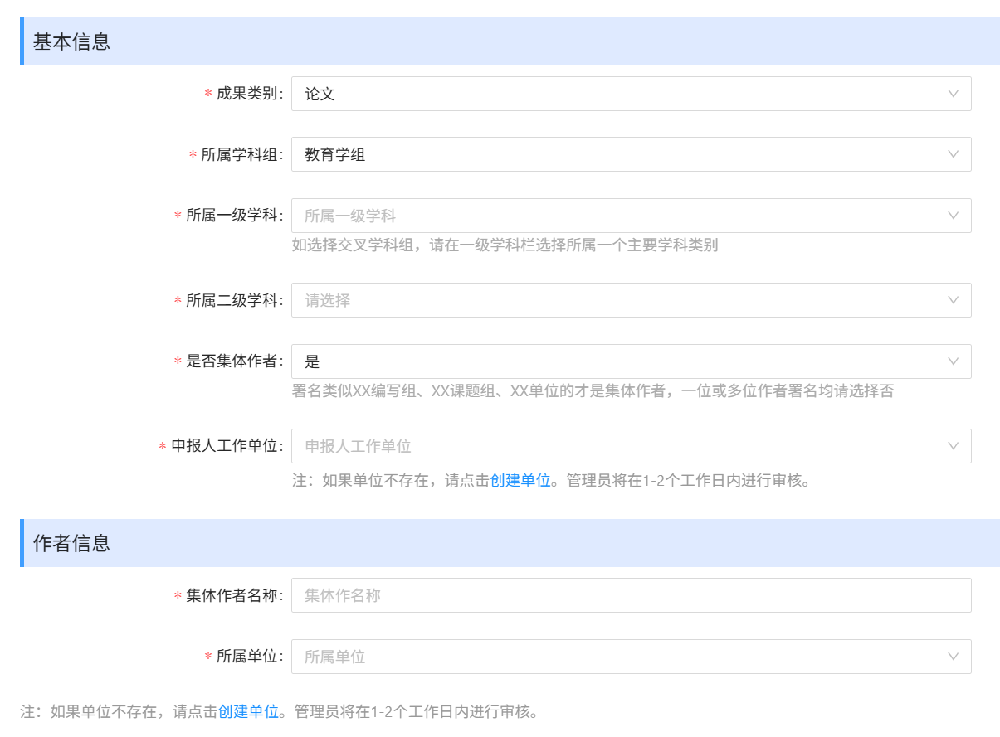 基本信息
* 成果类别: 论文
* 所属学科组: 教育学组
* 所属一级学科: 所属一级学科
如选择交叉学科组，请在一级学科栏选择所属一个主要学科类别
* 所属二级学科: 请选择
* 是否集体作者: 是
署名类似XX编写组、XX课题组、XX单位的才是集体作者，一位或多位作者署名均请选择否
* 申报人工作单位: 申报人工作单位
注：如果单位不存在，请点击创建单位。管理员将在1-2个工作日内进行审核。
作者信息
* 集体作者名称: 集体作名称
* 所属单位: 所属单位
注：如果单位不存在，请点击创建单位。管理员将在1-2个工作日内进行审核。